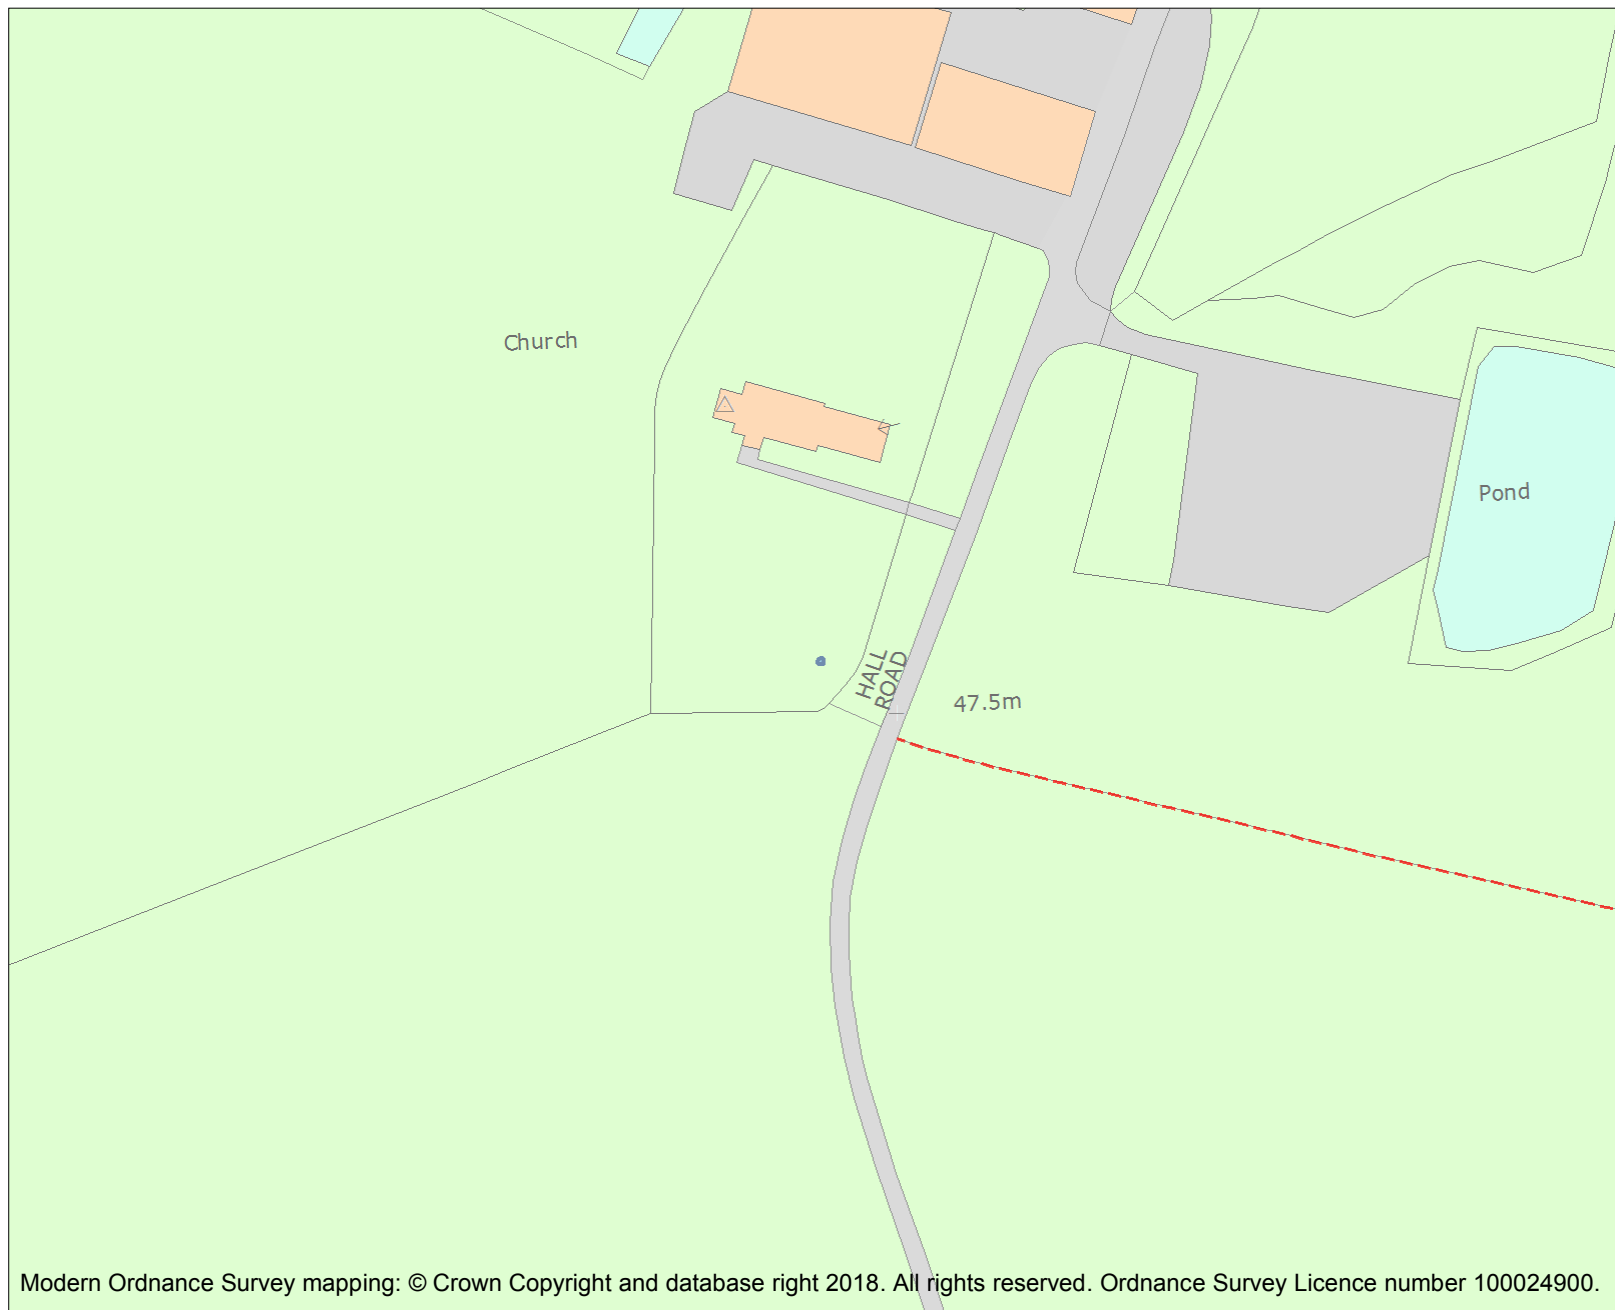 Church
Pond
HALL
ROAD
47.5m
Modern Ordnance Survey mapping: © Crown Copyright and database right 2018. All rights reserved. Ordnance Survey Licence number 100024900.